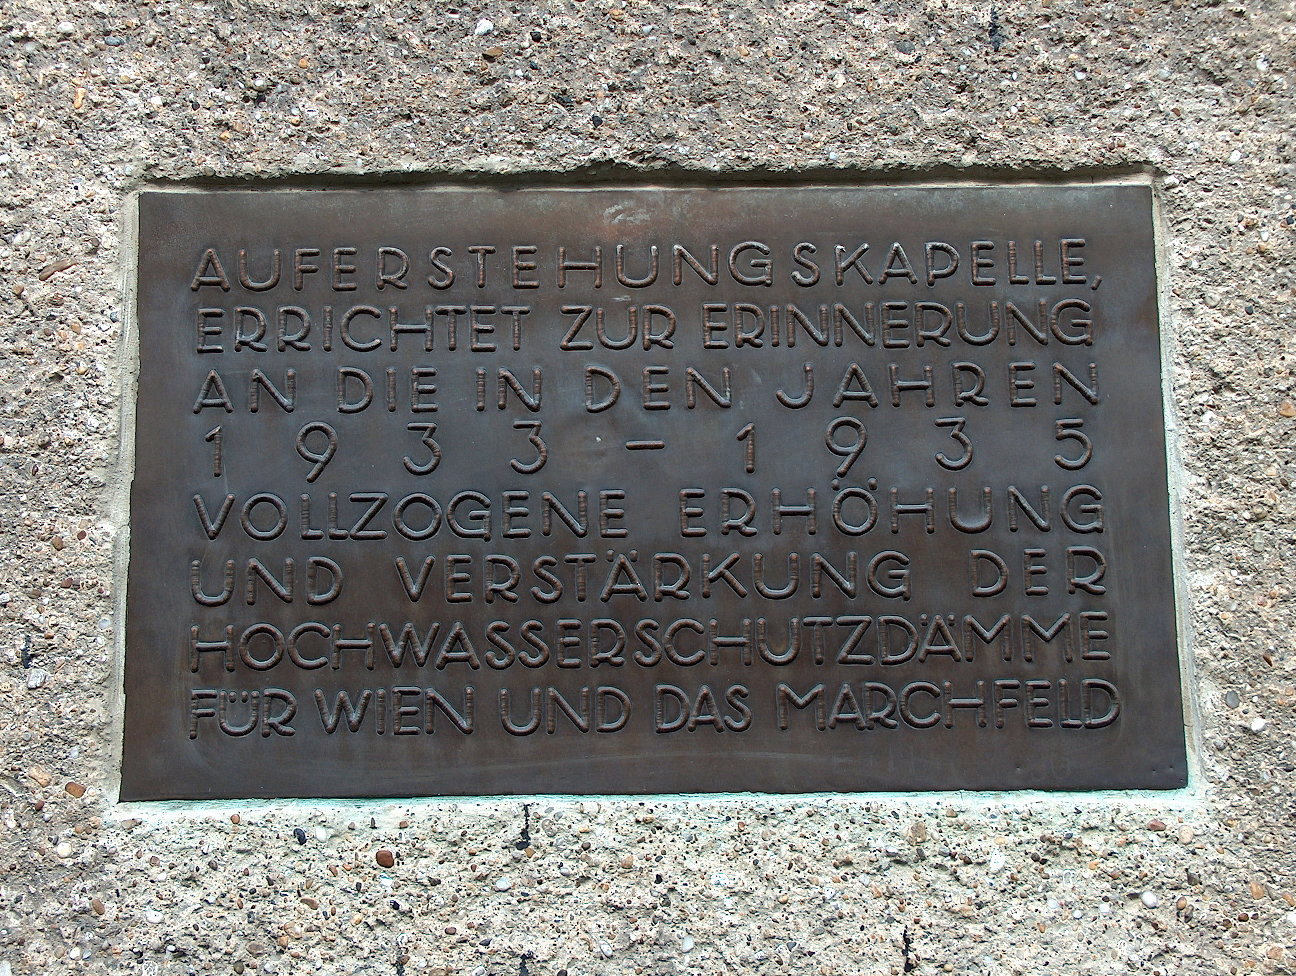 AUFERSTEHUNGSKAPELLE,
ERRICHTET ZUR ERINNERUNG
AN DIE IN DEN JAHREN
1933-1935
VOLLZOGENE ERHÖHUNG
UND VERSTÄRKUNG DER
HOCHWASSERSCHUTZDÄMME
FÜR WIEN UND DAS MARCHFELD